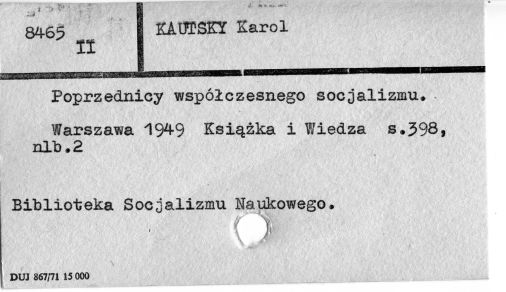 8465
II
KAUTSKY Karol
Poprzednicy współczesnego socjalizmu.
Warszawa 1949 Książka i Wiedza s.398,
nlb.2
Biblioteka Socjalizmu Naukowego.
DUJ 867/71 15 000